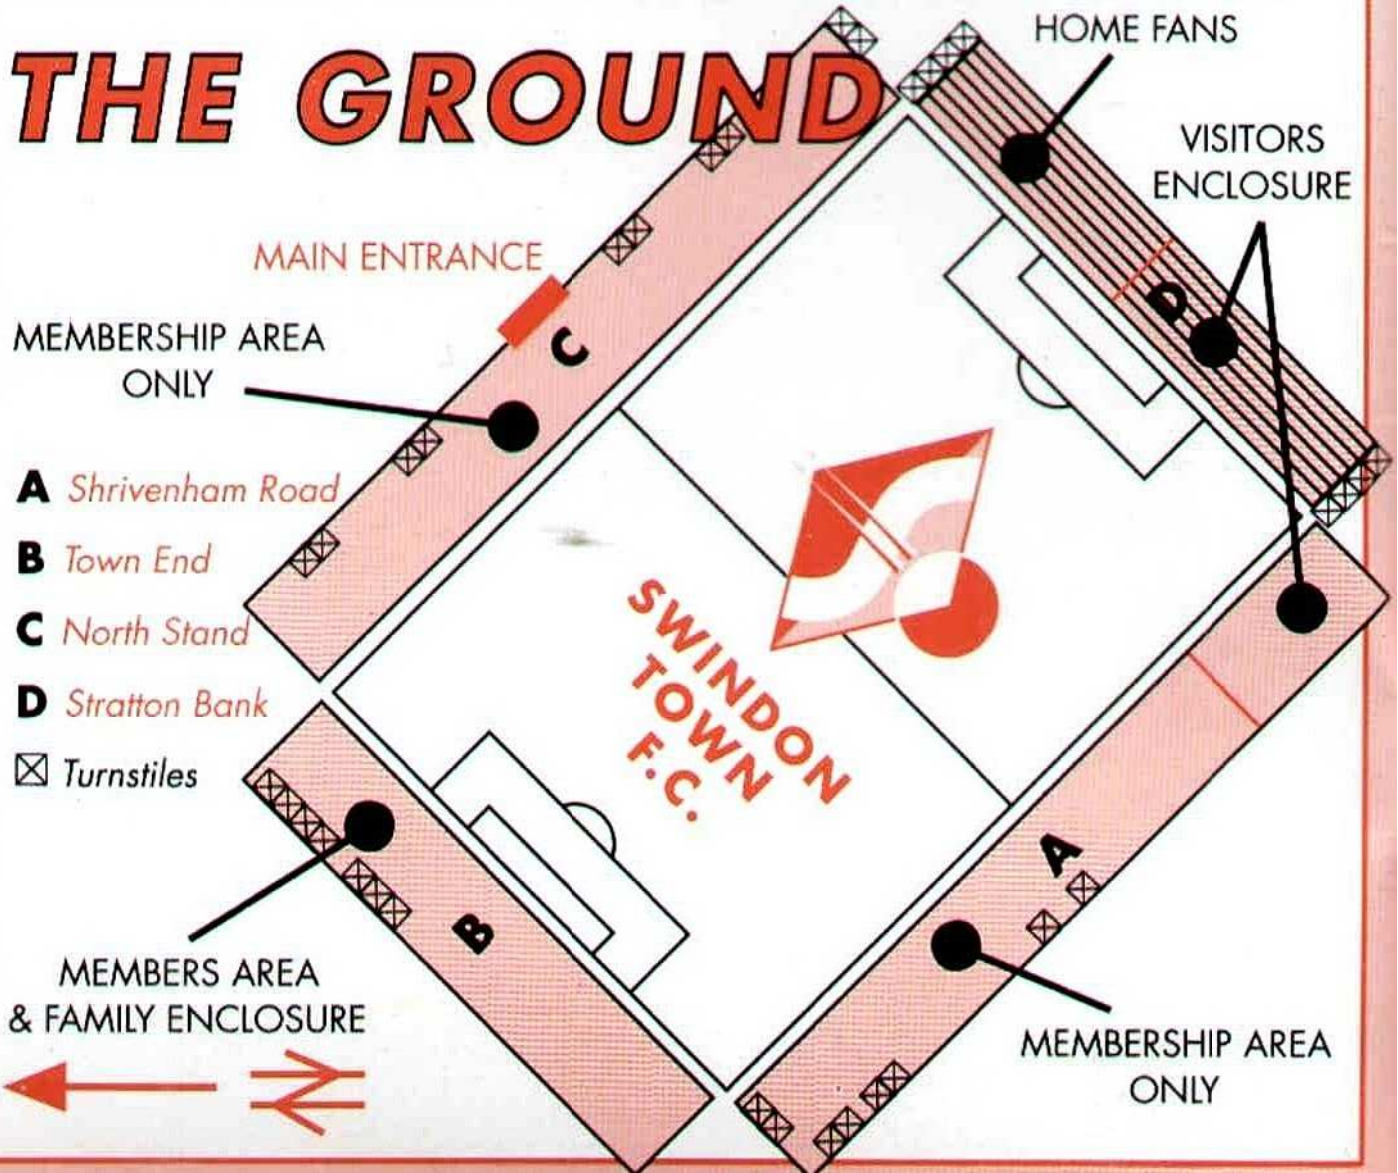 THE GROUND
HOME FANS
VISITORS
ENCLOSURE
MAIN ENTRANCE
MEMBERSHIP AREA
ONLY
C
D
A Shrivenham Road
B Town End
C North Stand
D Stratton Bank
Turnstiles
SWINDON
TOWN
F.C.
A
B
MEMBERS AREA
& FAMILY ENCLOSURE
MEMBERSHIP AREA
ONLY